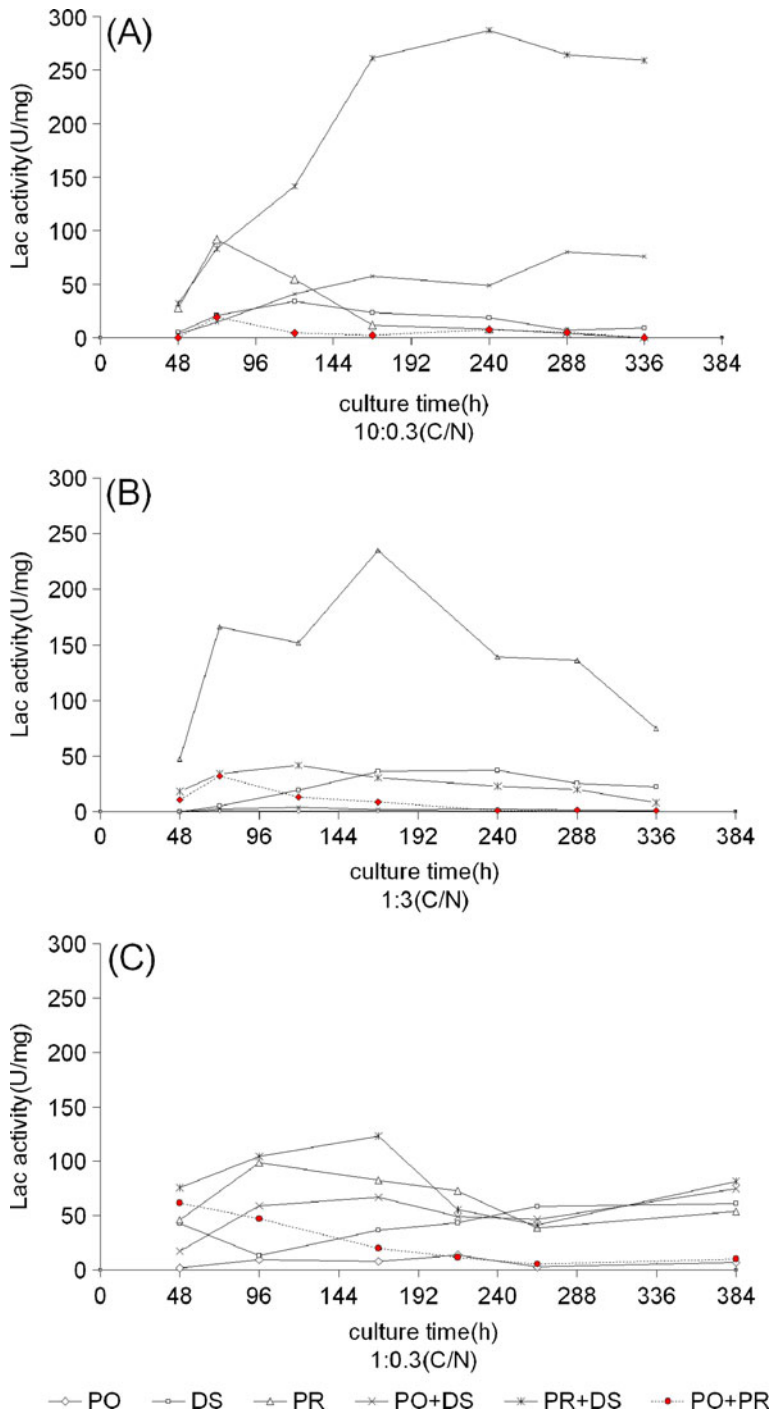 (A)
Lac activity(U/mg)
300
250
200
150
100
50
0
0 48 96 144 192 240 288 336 384
culture time(h)
10:0.3(C/N)
(B)
Lac activity(U/mg)
300
250
200
150
100
50
0
0 48 96 144 192 240 288 336 384
culture time(h)
1:3(C/N)
(C)
Lac activity(U/mg)
300
250
200
150
100
50
0
0 48 96 144 192 240 288 336 384
culture time(h)
1:0.3(C/N)
PO DS PR PO+DS PR+DS PO+PR